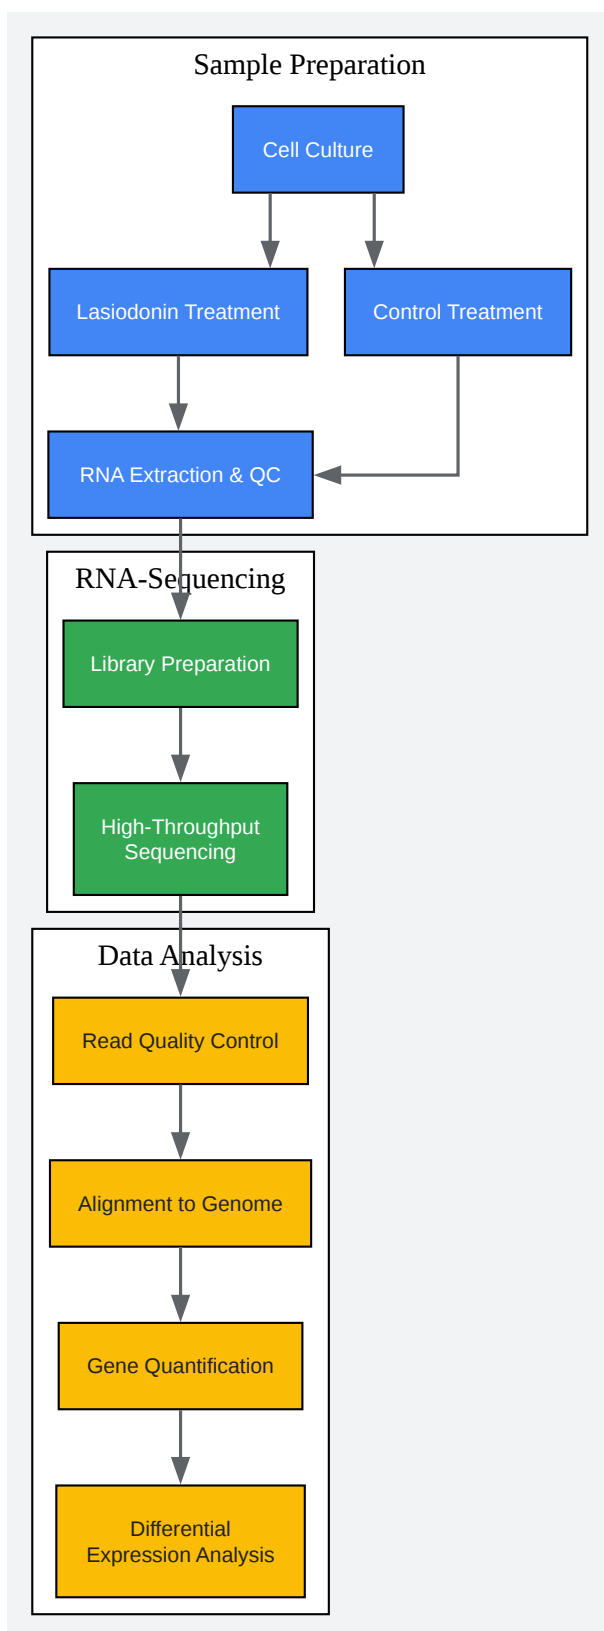 Sample Preparation
Cell Culture
Lasiodonin Treatment
Control Treatment
RNA Extraction & QC
RNA-Sequencing
Library Preparation
High-Throughput
Sequencing
Data Analysis
Read Quality Control
Alignment to Genome
Gene Quantification
Differential
Expression Analysis